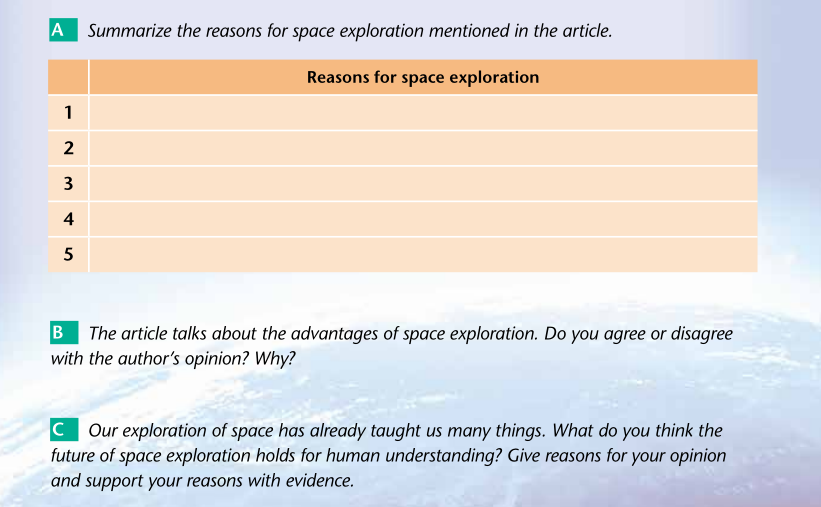 A Summarize the reasons for space exploration mentioned in the article.
Reasons for space exploration
1
2
3
4
5
B The article talks about the advantages of space exploration. Do you agree or disagree
with the author's opinion? Why?
C Our exploration of space has already taught us many things. What do you think the
future of space exploration holds for human understanding? Give reasons for your opinion
and support your reasons with evidence.